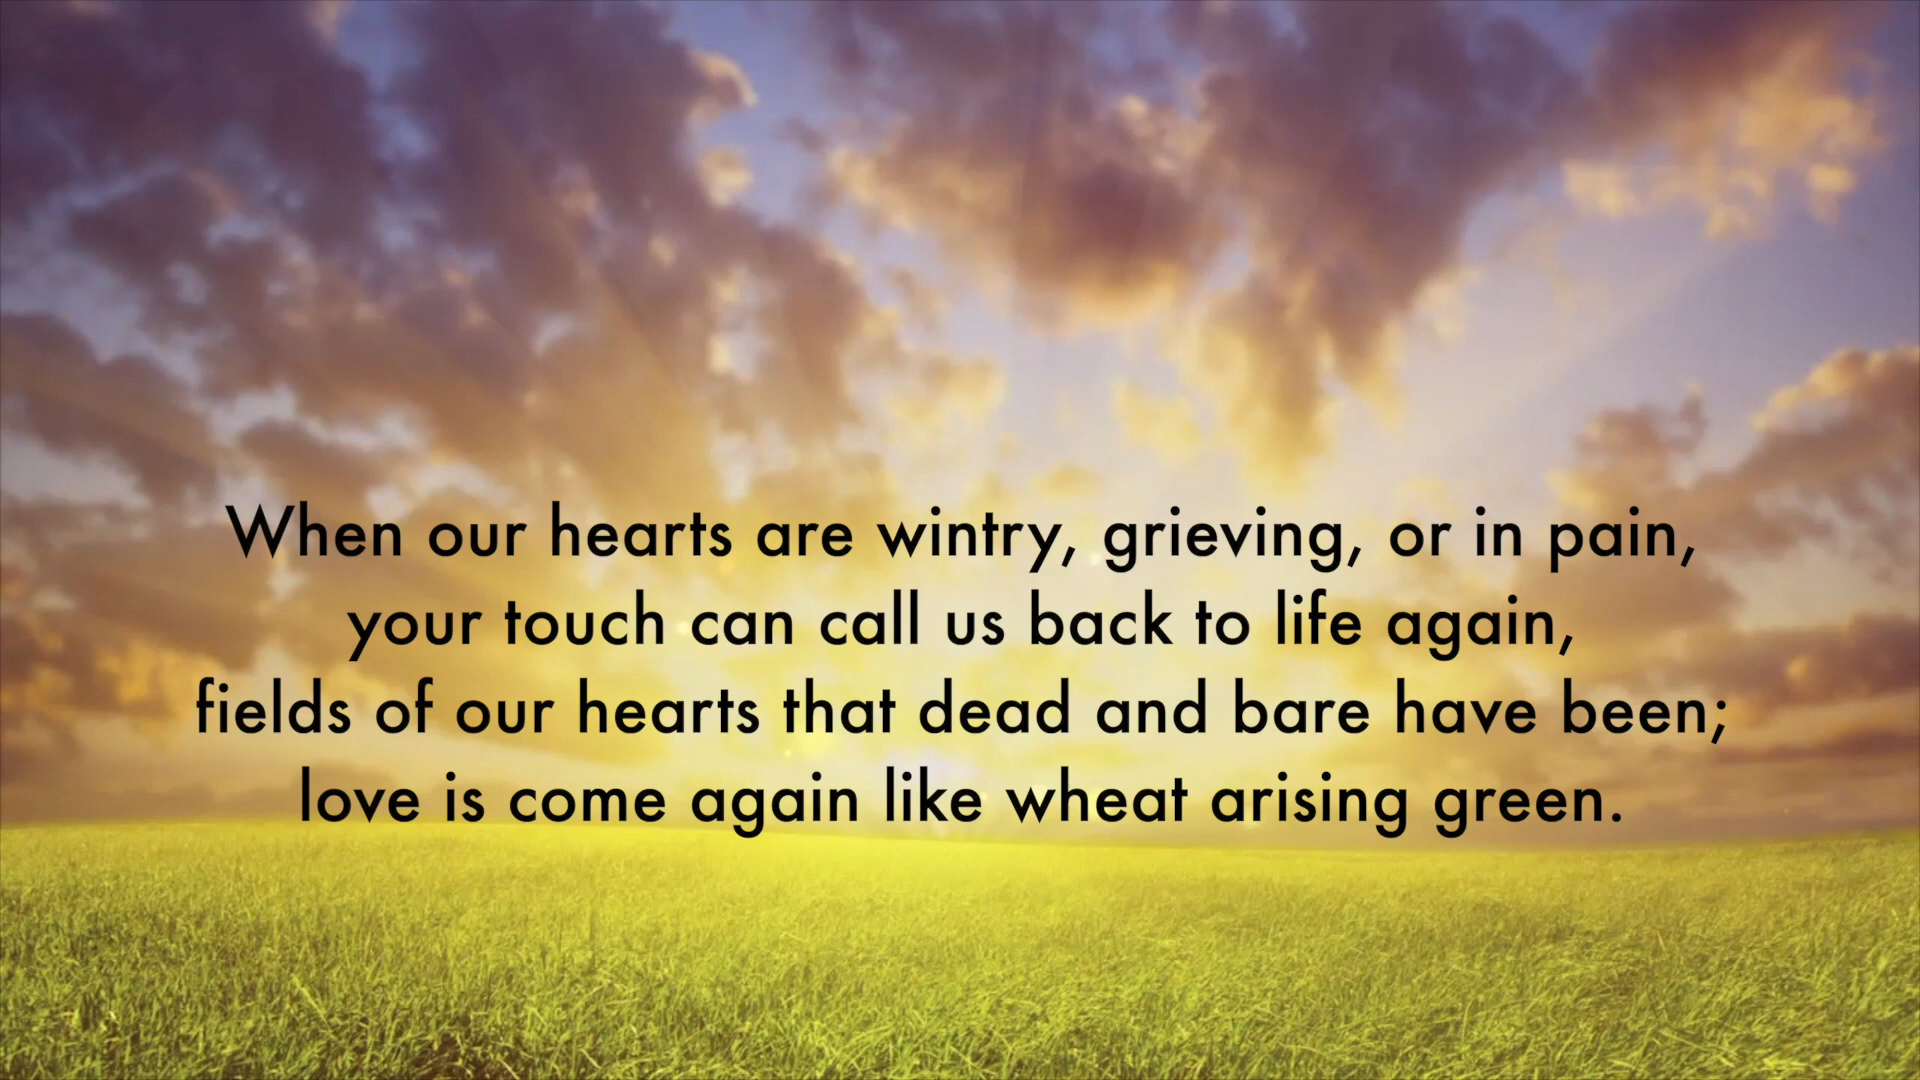 When our hearts are wintry, grieving, or in pain,
your touch can call us back to life again,
fields of our hearts that dead and bare have been;
love is come again like wheat arising green.